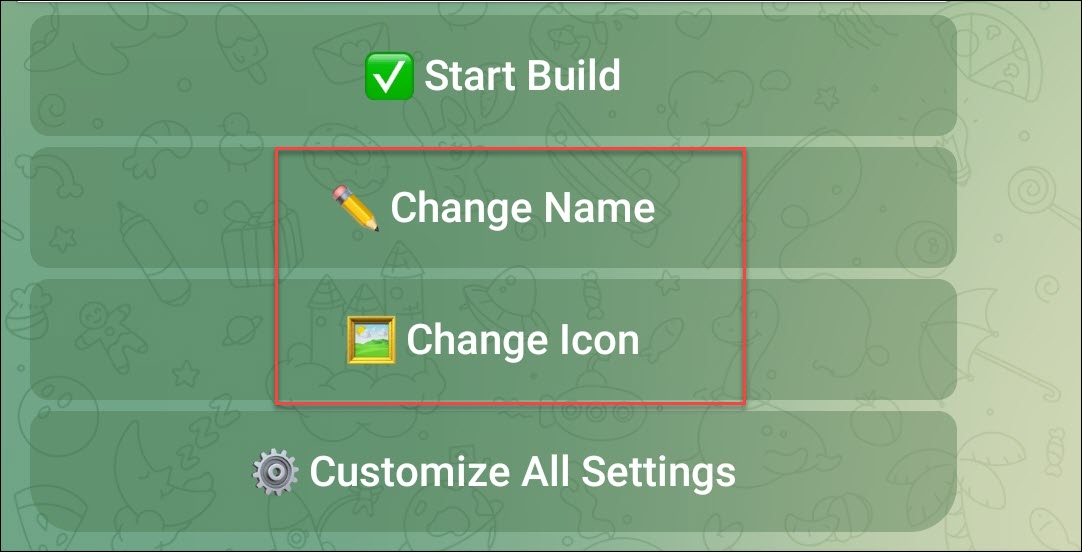 ✅ Start Build
✏️ Change Name
🖼️ Change Icon
⚙️ Customize All Settings